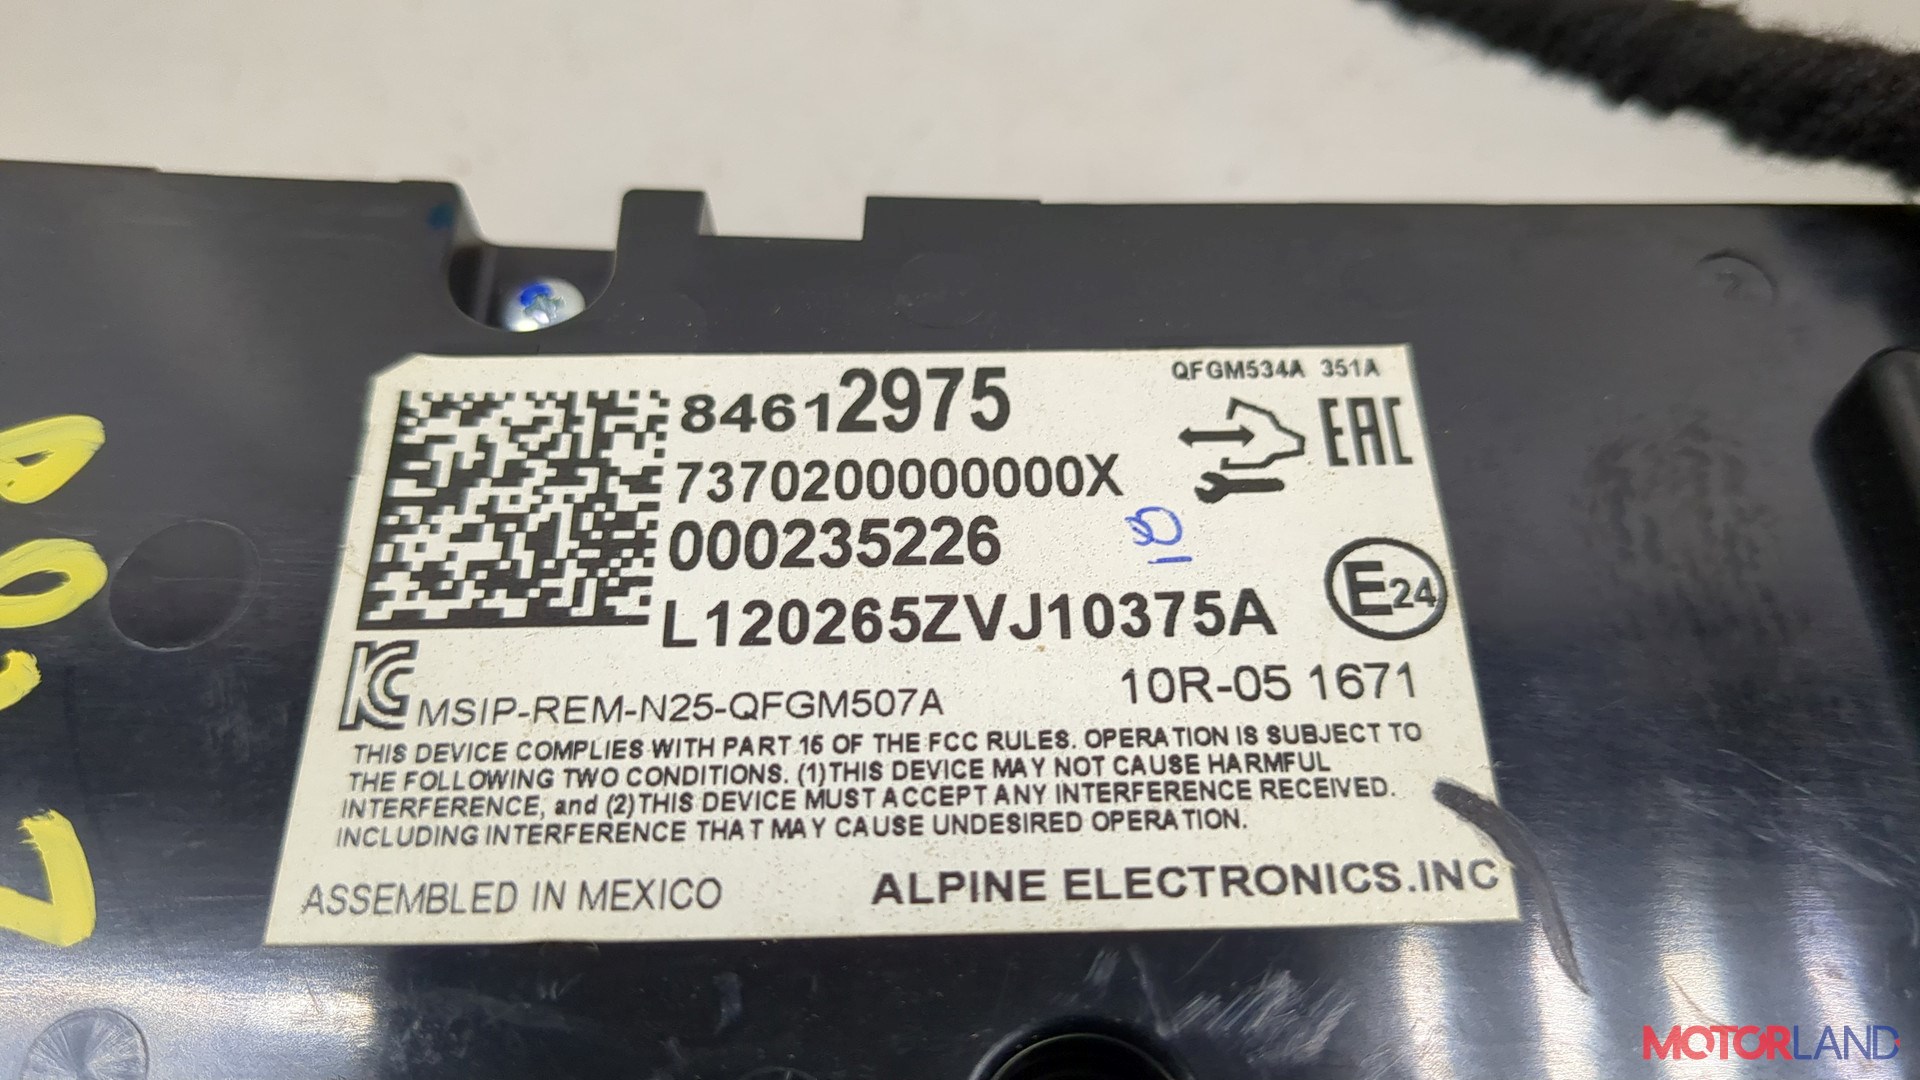 QFGM534A 351A
84612975
7370200000000X
EAC
000235226
L120265ZVJ10375A
E24
10R-05 1671
KC MSIP-REM-N25-QFGM507A
THIS DEVICE COMPLIES WITH PART 15 OF THE FCC RULES. OPERATION IS SUBJECT TO
THE FOLLOWING TWO CONDITIONS. (1)THIS DEVICE MAY NOT CAUSE HARMFUL
INTERFERENCE, and (2)THIS DEVICE MUST ACCEPT ANY INTERFERENCE RECEIVED.
INCLUDING INTERFERENCE THAT MAY CAUSE UNDESIRED OPERATION.
ASSEMBLED IN MEXICO ALPINE ELECTRONICS.INC
MOTORLAND